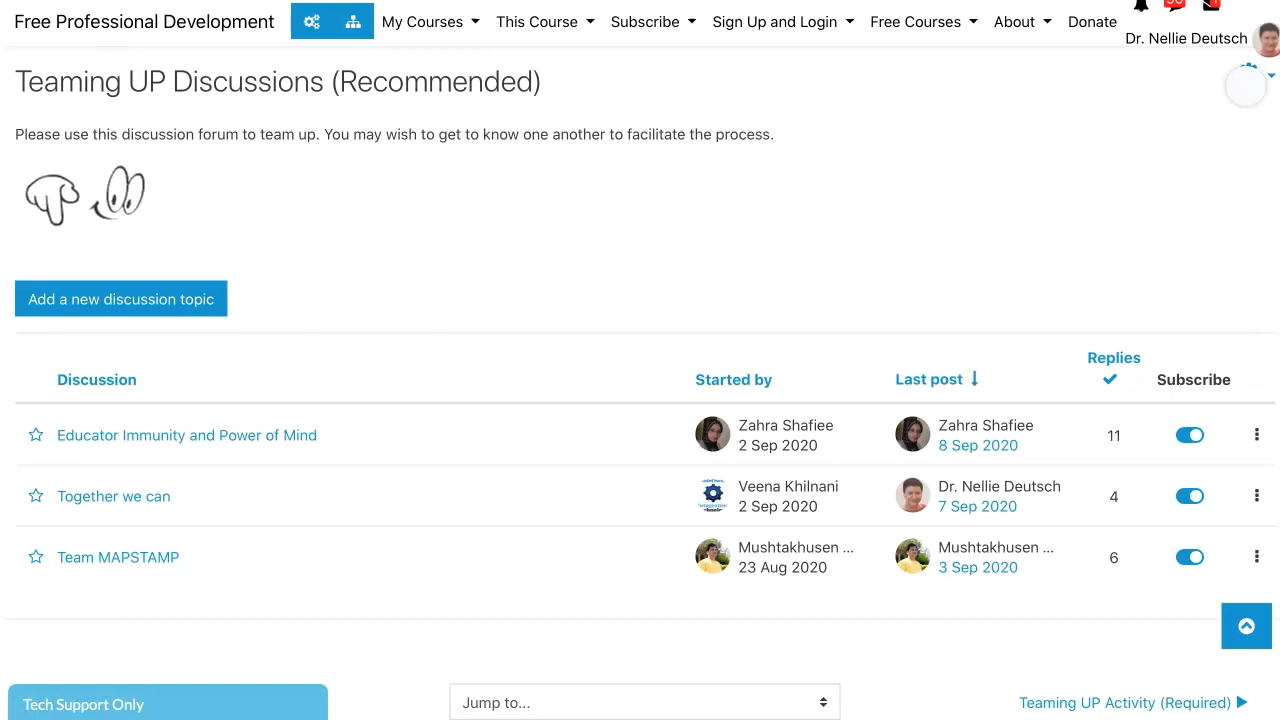 Free Professional Development My Courses This Course Subscribe Sign Up and Login Free Courses About Donate
Dr. Nellie Deutsch
Teaming UP Discussions (Recommended)
Please use this discussion forum to team up. You may wish to get to know one another to facilitate the process.
Add a new discussion topic
Discussion Started by Last post Replies Subscribe
Educator Immunity and Power of Mind Zahra Shafiee Zahra Shafiee 11
2 Sep 2020 8 Sep 2020
Together we can Veena Khilnani Dr. Nellie Deutsch 4
2 Sep 2020 7 Sep 2020
Team MAPSTAMP Mushtakhusen ... Mushtakhusen ... 6
23 Aug 2020 3 Sep 2020
Tech Support Only Jump to... Teaming UP Activity (Required)